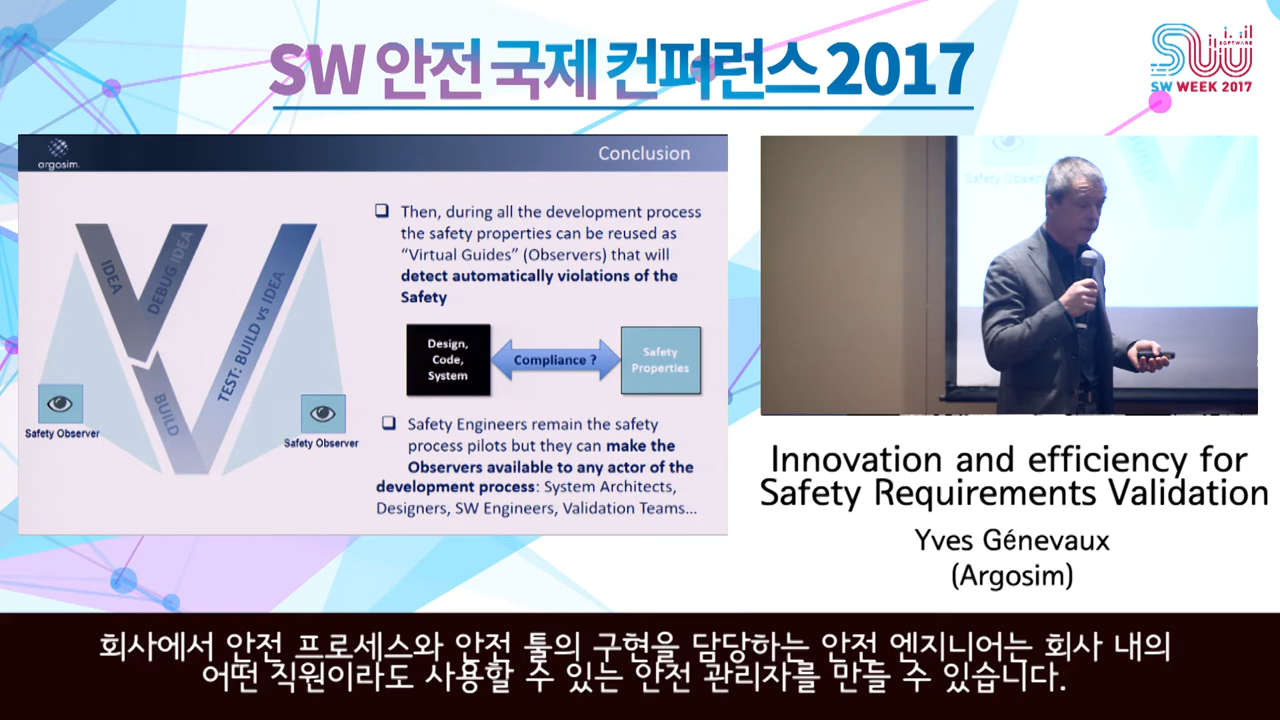 SW 안전 국제 컨퍼런스 2017
SOFTWARE
SW WEEK 2017
argosim
Conclusion
IDEA
DEBUG IDEA
BUILD
TEST: BUILD vs IDEA
Safety Observer
Safety Observer
❑ Then, during all the development process
the safety properties can be reused as
“Virtual Guides” (Observers) that will
detect automatically violations of the
Safety
Design,
Code,
System
Compliance ?
Safety
Properties
❑ Safety Engineers remain the safety
process pilots but they can make the
Observers available to any actor of the
development process: System Architects,
Designers, SW Engineers, Validation Teams...
Safety Observer
BUILD
Innovation and efficiency for
Safety Requirements Validation
Yves Génevaux
(Argosim)
회사에서 안전 프로세스와 안전 툴의 구현을 담당하는 안전 엔지니어는 회사 내의
어떤 직원이라도 사용할 수 있는 안전 관리자를 만들 수 있습니다.